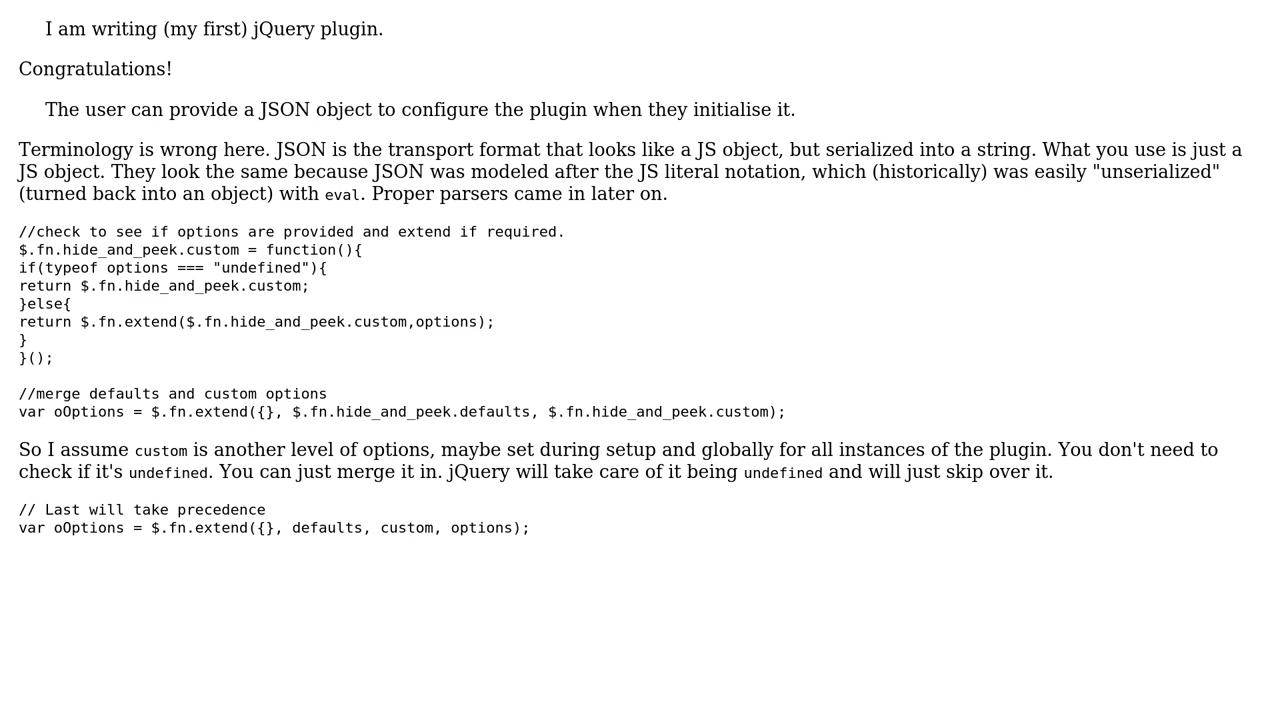 I am writing (my first) jQuery plugin.
Congratulations!
The user can provide a JSON object to configure the plugin when they initialise it.
Terminology is wrong here. JSON is the transport format that looks like a JS object, but serialized into a string. What you use is just a
JS object. They look the same because JSON was modeled after the JS literal notation, which (historically) was easily "unserialized"
(turned back into an object) with eval. Proper parsers came in later on.
//check to see if options are provided and extend if required.
$.fn.hide_and_peek.custom = function(){
if(typeof options === "undefined"){
return $.fn.hide_and_peek.custom;
}else{
return $.fn.extend($.fn.hide_and_peek.custom,options);
}
}();
//merge defaults and custom options
var oOptions = $.fn.extend({}, $.fn.hide_and_peek.defaults, $.fn.hide_and_peek.custom);
So I assume custom is another level of options, maybe set during setup and globally for all instances of the plugin. You don't need to
check if it's undefined. You can just merge it in. jQuery will take care of it being undefined and will just skip over it.
// Last will take precedence
var oOptions = $.fn.extend({}, defaults, custom, options);